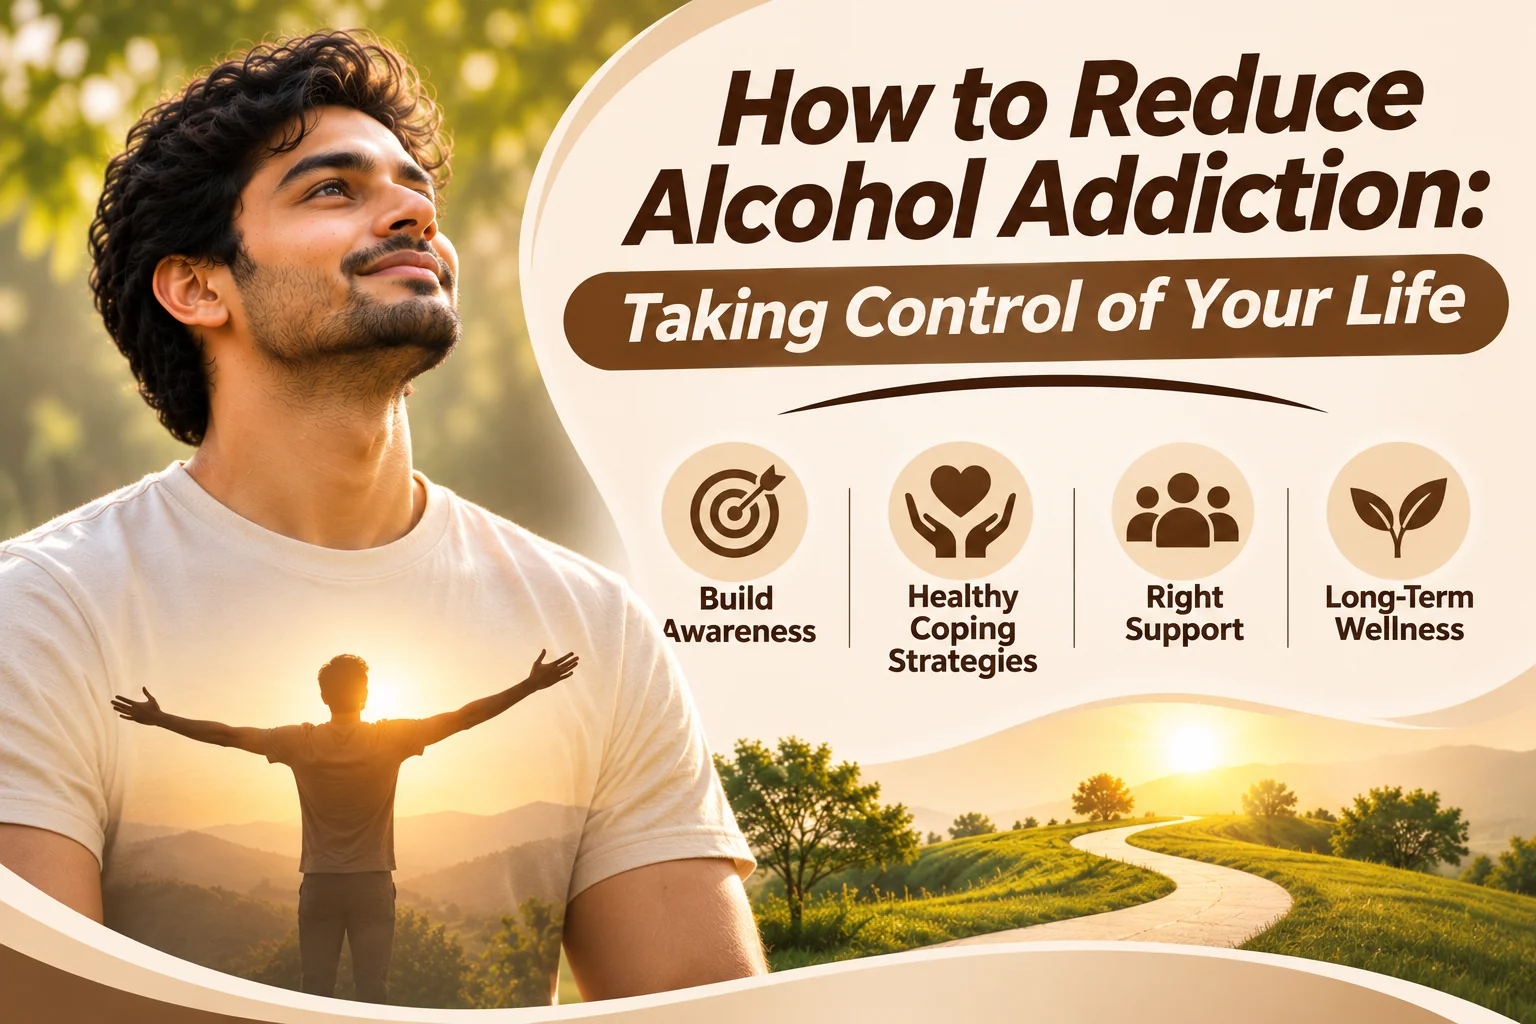 How to Reduce
Alcohol Addiction:
Taking Control of Your Life
Build
Awareness
Healthy
Coping
Strategies
Right
Support
Long-Term
Wellness